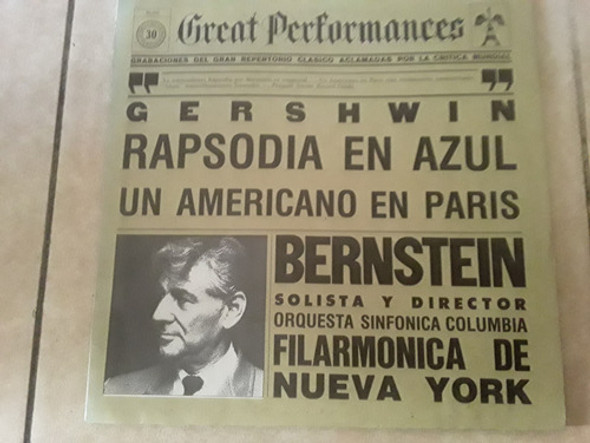 30
Great Performances
GRABACIONES DEL GRAN REPERTORIO CLASICO ACLAMADAS POR LA CRITICA MUNDIAL
GERSHWIN
RAPSODIA EN AZUL
UN AMERICANO EN PARIS
BERNSTEIN
SOLISTA Y DIRECTOR
ORQUESTA SINFONICA COLUMBIA
FILARMONICA DE
NUEVA YORK